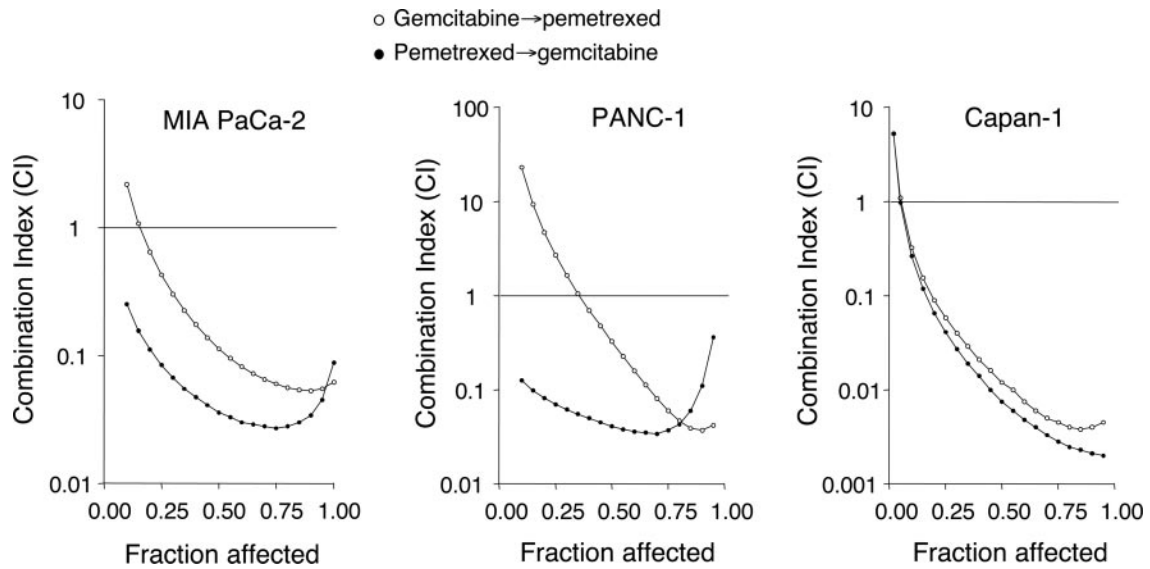 Gemcitabine→pemetrexed
Pemetrexed→gemcitabine
MIA PaCa-2
Combination Index (CI)
10
1
0.1
0.01
0.00 0.25 0.50 0.75 1.00
Fraction affected
PANC-1
Combination Index (CI)
100
10
1
0.1
0.01
0.00 0.25 0.50 0.75 1.00
Fraction affected
Capan-1
Combination Index (CI)
10
1
0.1
0.01
0.001
0.00 0.25 0.50 0.75 1.00
Fraction affected